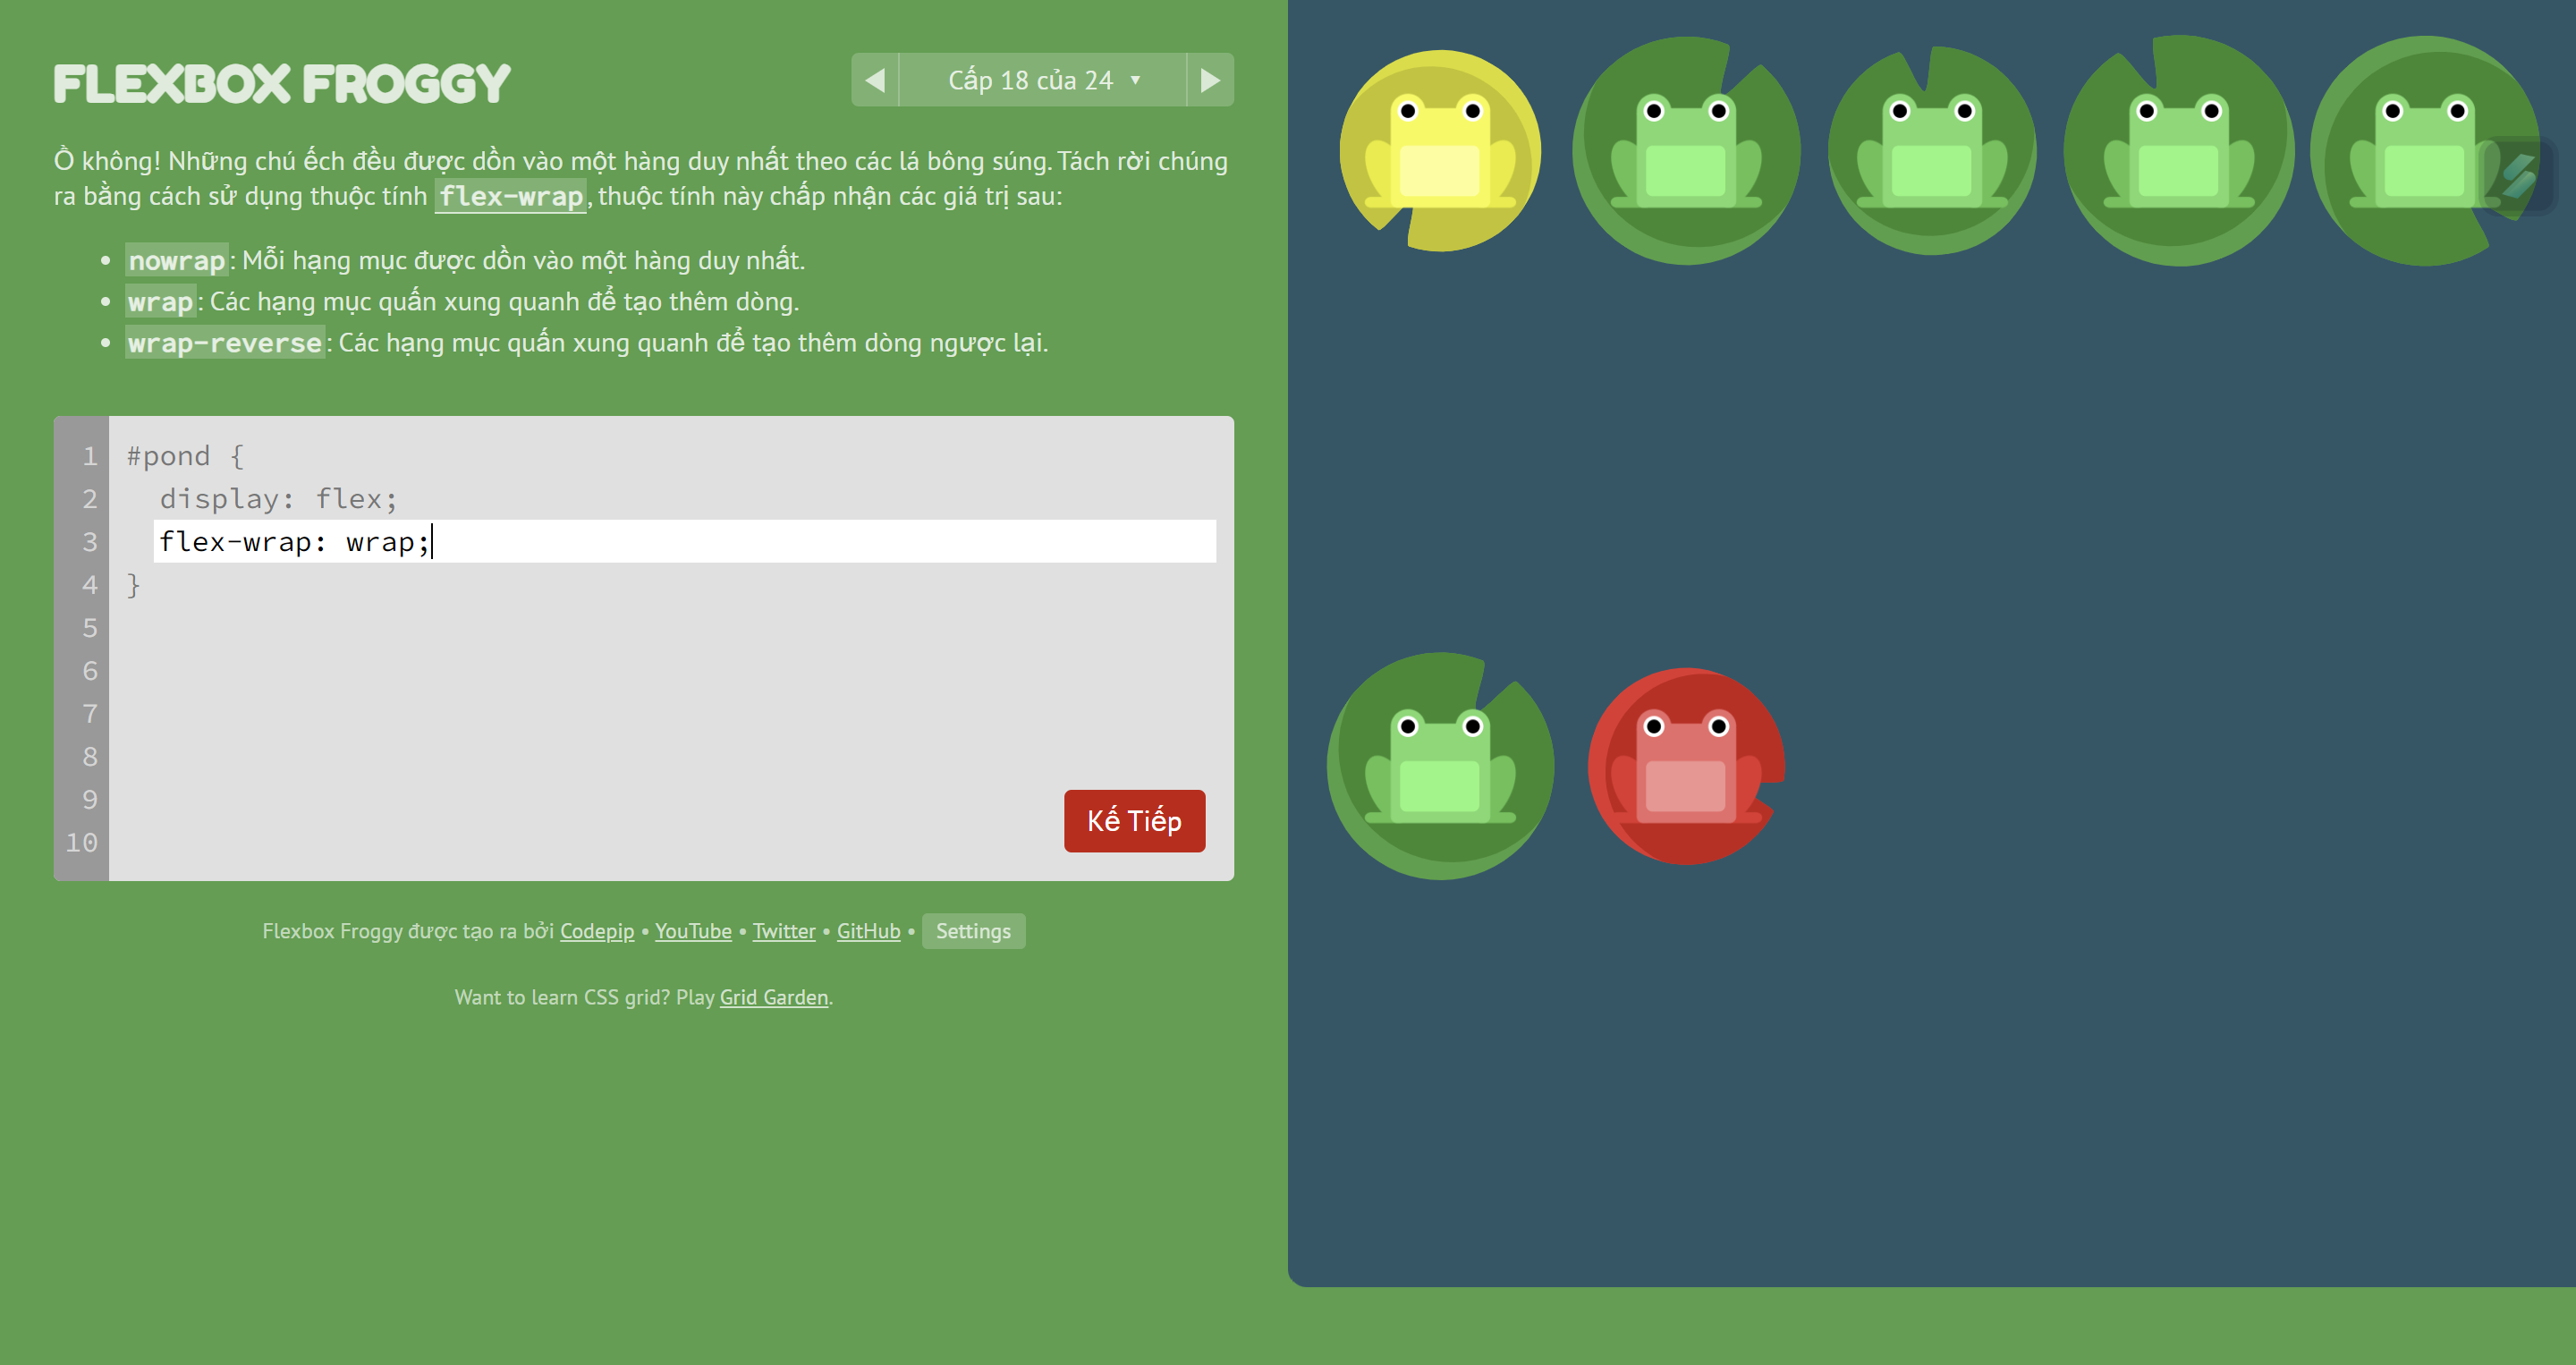 FLEXBOX FROGGY
Cấp 18 của 24 ▼
Ồ không! Những chú ếch đều được dồn vào một hàng duy nhất theo các lá bông súng. Tách rời chúng
ra bằng cách sử dụng thuộc tính flex-wrap, thuộc tính này chấp nhận các giá trị sau:
• nowrap: Mỗi hạng mục được dồn vào một hàng duy nhất.
• wrap: Các hạng mục quấn xung quanh để tạo thêm dòng.
• wrap-reverse: Các hạng mục quấn xung quanh để tạo thêm dòng ngược lại.
1 #pond {
2 display: flex;
3 flex-wrap: wrap;
4 }
5
6
7
8
9
10
Kế Tiếp
Flexbox Froggy được tạo ra bởi Codepip • YouTube • Twitter • GitHub • Settings
Want to learn CSS grid? Play Grid Garden.